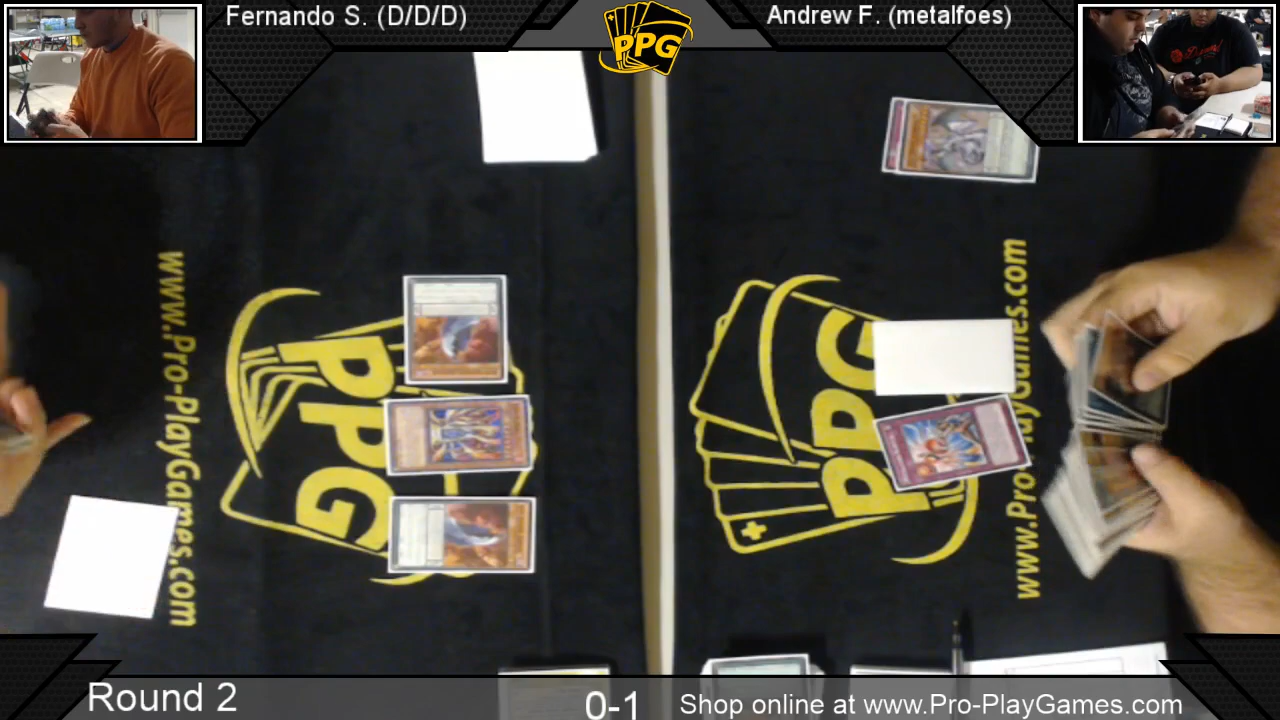 Fernando S. (D/D/D)
PPG
Andrew F. (metalfoes)
www.Pro-PlayGames.com
PPG
PPG
www.Pro-PlayGames.com
Round 2
0-1
Shop online at www.Pro-PlayGames.com